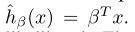 ĥ_β(x) = β^T x.